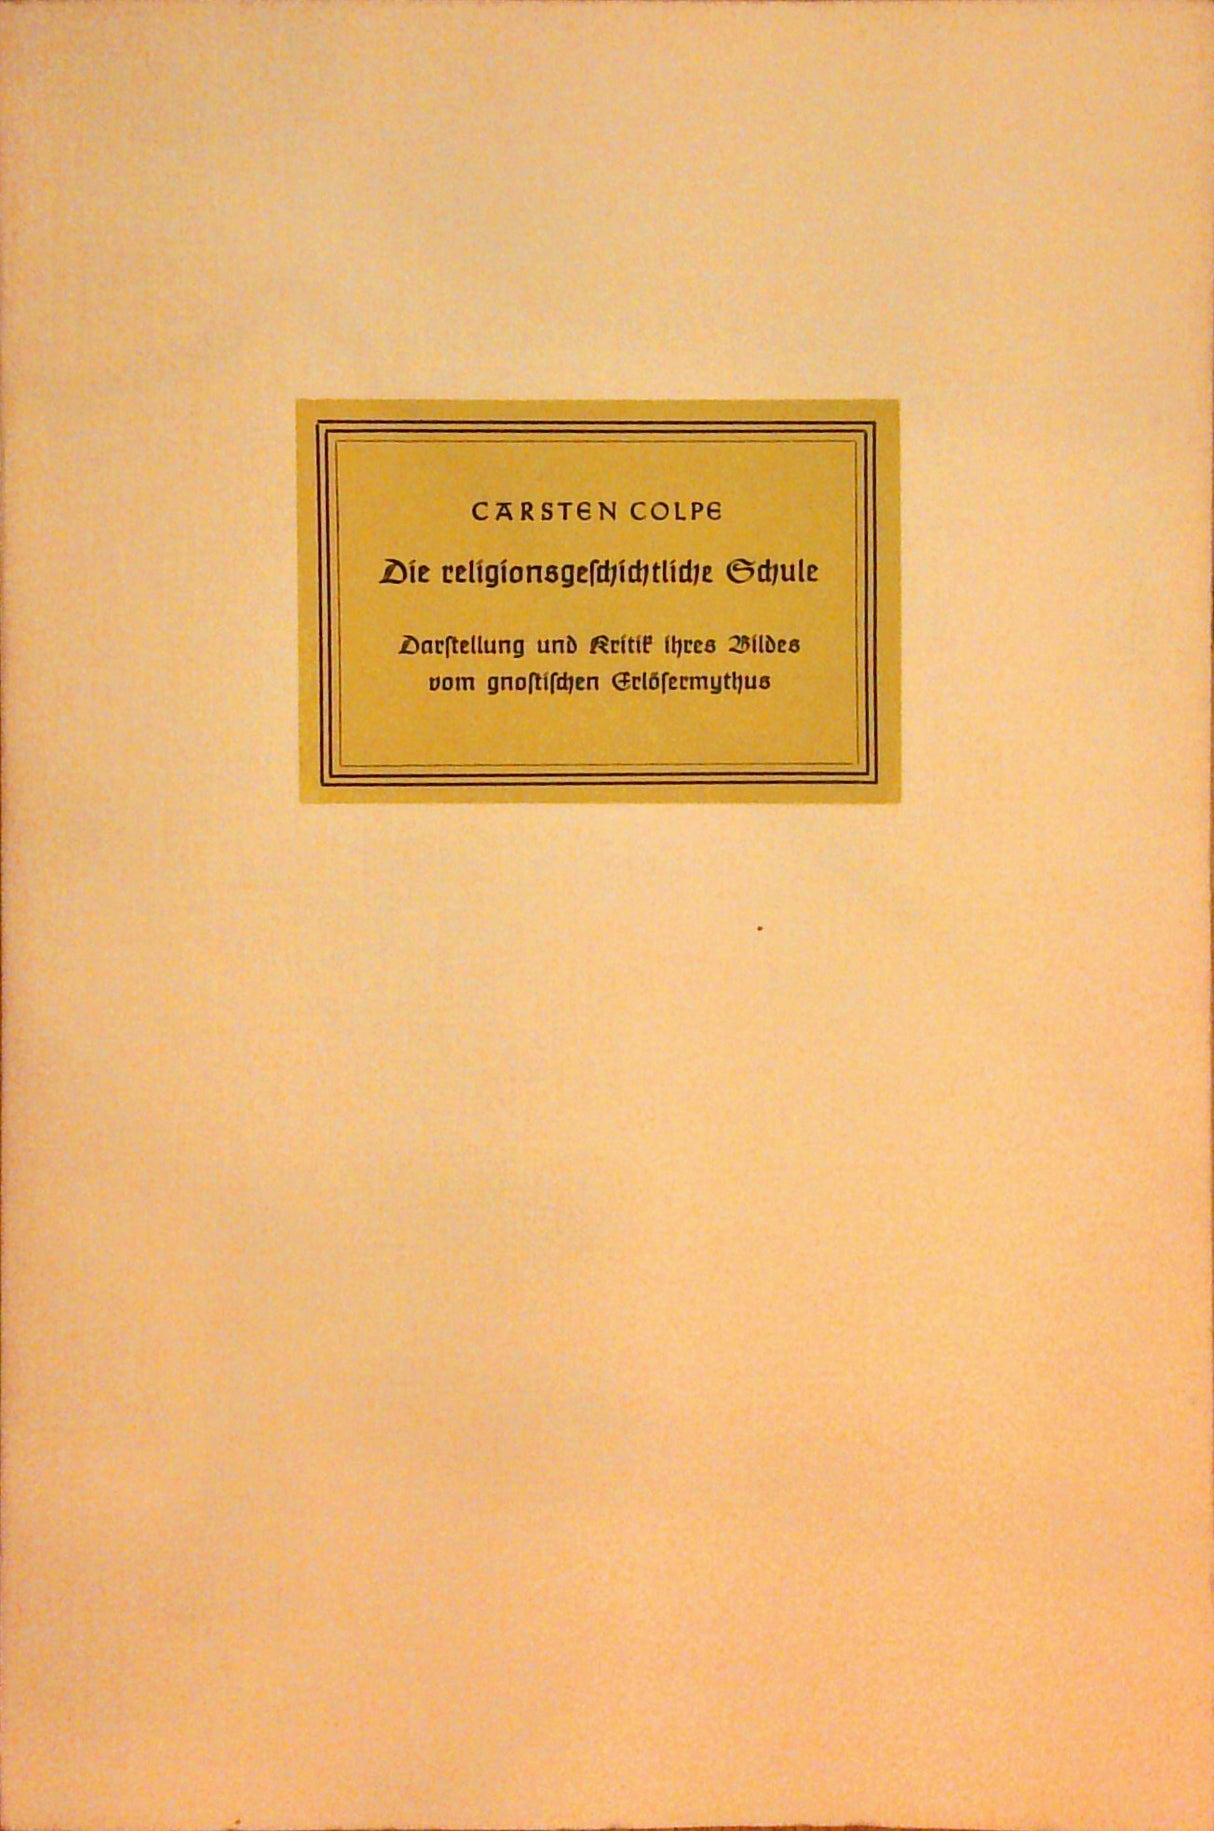 CARSTEN COLPE
Die religionsgeſchichtliche Schule
Darſtellung und Kritik ihres Bildes
vom gnoſtiſchen Erlöſermythus